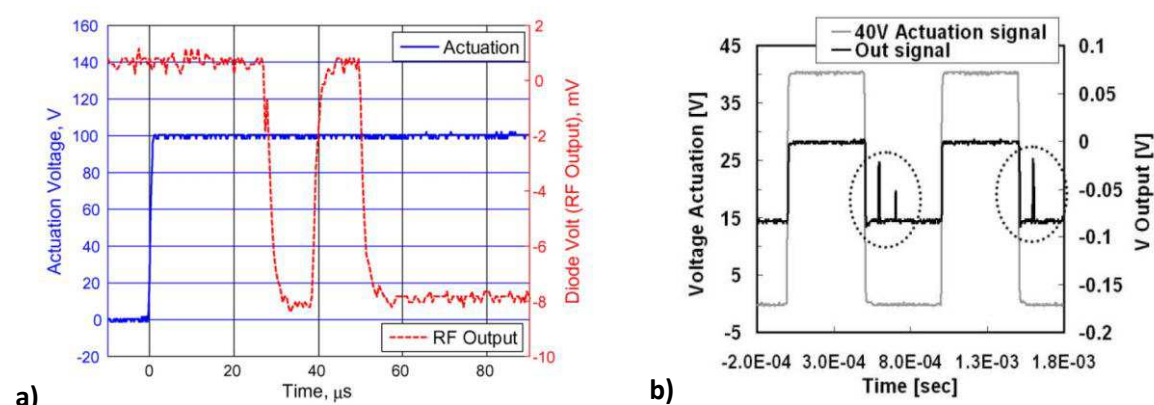 160
140
120
100
80
60
40
20
0
-20
Actuation Voltage, V
Actuation
RF Output
2
0
-2
-4
-6
-8
-10
Diode Volt (RF Output), mV
0 20 40 60 80
Time, μs
a)
40V Actuation signal
Out signal
45
35
25
15
5
-5
Voltage Actuation [V]
0.1
0.05
0
-0.05
-0.1
-0.15
-0.2
V Output [V]
-2.0E-04 3.0E-04 8.0E-04 1.3E-03 1.8E-03
Time [sec]
b)